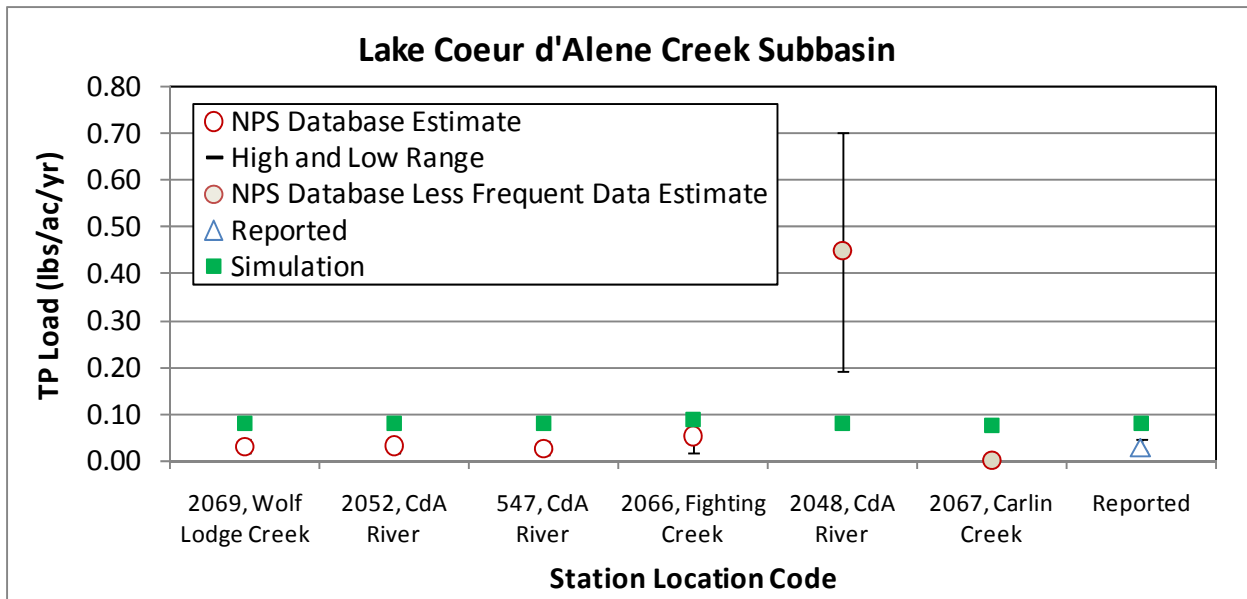 Lake Coeur d'Alene Creek Subbasin
0.80
0.70
0.60
0.50
0.40
0.30
0.20
0.10
0.00
TP Load (lbs/ac/yr)
NPS Database Estimate
High and Low Range
NPS Database Less Frequent Data Estimate
Reported
Simulation
2069, Wolf
Lodge Creek
2052, CdA
River
547, CdA
River
2066, Fighting
Creek
2048, CdA
River
2067, Carlin
Creek
Reported
Station Location Code